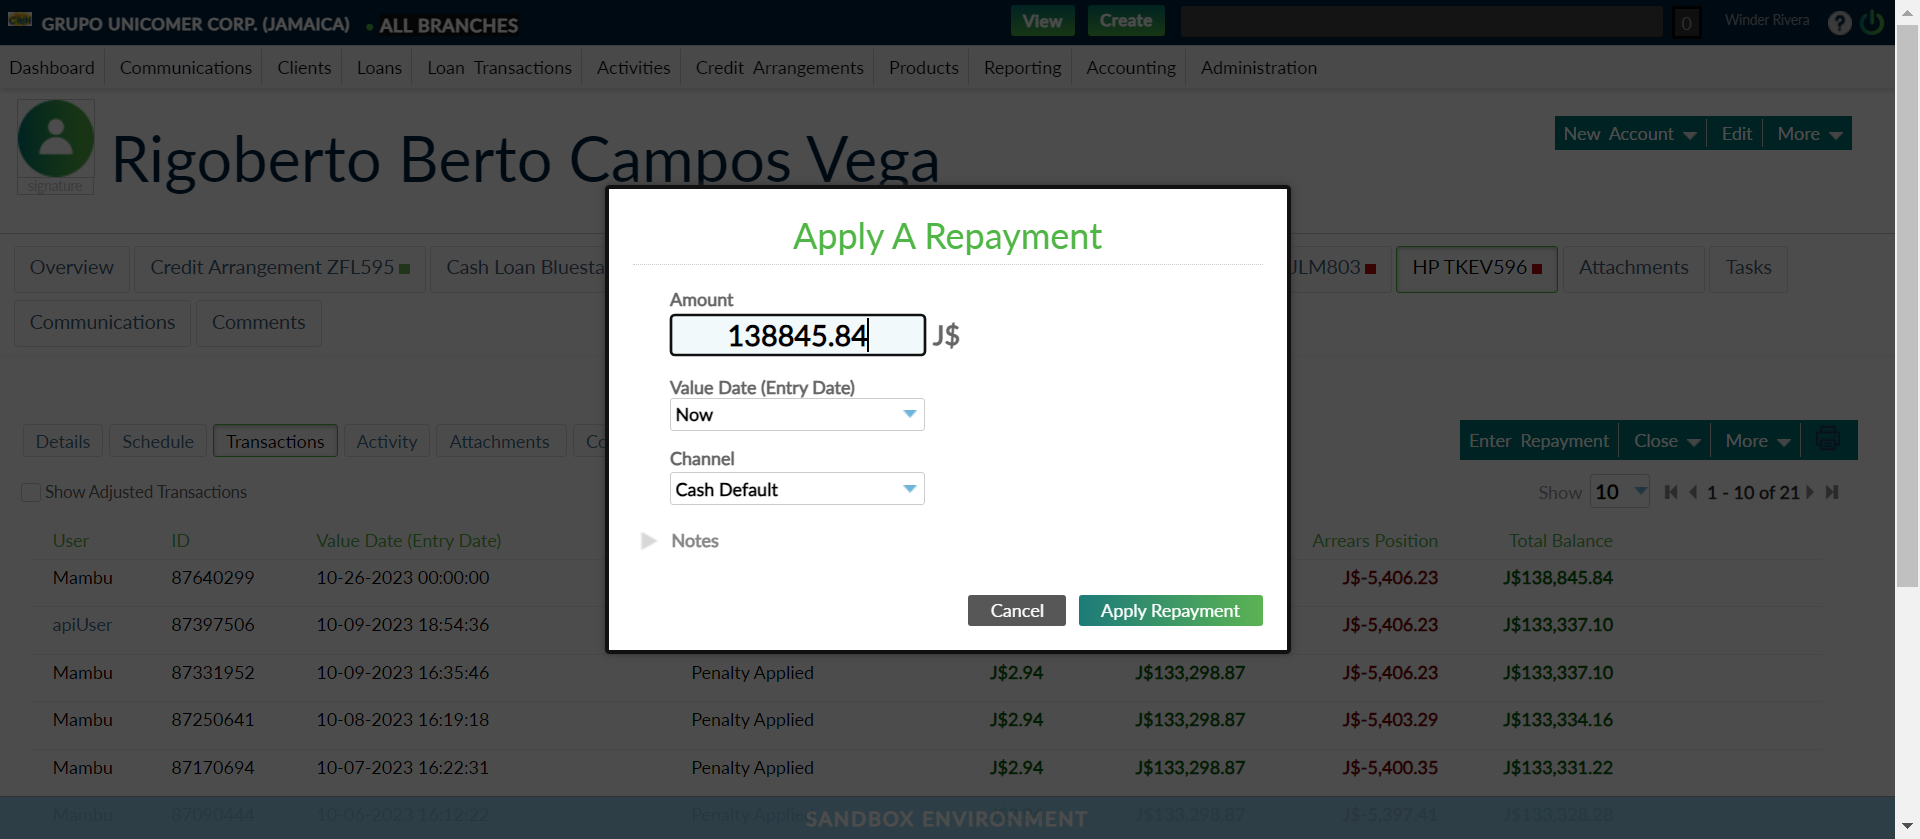 GRUPO UNICOMER CORP. (JAMAICA) • ALL BRANCHES View Create 0 Winder Rivera ?
Dashboard Communications Clients Loans Loan Transactions Activities Credit Arrangements Products Reporting Accounting Administration
Rigoberto Berto Campos Vega
signature
New Account Edit More
Apply A Repayment
Overview Credit Arrangement ZFL595 Cash Loan Bluesta JLM803 HP TKEV596 Attachments Tasks
Communications Comments
Amount
138845.84 J$
Value Date (Entry Date)
Now
Channel
Cash Default
Notes
Cancel Apply Repayment
Details Schedule Transactions Activity Attachments Co Enter Repayment Close More
Show Adjusted Transactions Show 10 1 - 10 of 21
User ID Value Date (Entry Date) Arrears Position Total Balance
Mambu 87640299 10-26-2023 00:00:00 J$-5,406.23 J$138,845.84
apiUser 87397506 10-09-2023 18:54:36 J$-5,406.23 J$133,337.10
Mambu 87331952 10-09-2023 16:35:46 Penalty Applied J$2.94 J$133,298.87 J$-5,406.23 J$133,337.10
Mambu 87250641 10-08-2023 16:19:18 Penalty Applied J$2.94 J$133,298.87 J$-5,403.29 J$133,334.16
Mambu 87170694 10-07-2023 16:22:31 Penalty Applied J$2.94 J$133,298.87 J$-5,400.35 J$133,331.22
Mambu 87090444 10-06-2023 16:12:22 Penalty J$133,298.87 J$-5,397.41 J$133,328.28
SANDBOX ENVIRONMENT